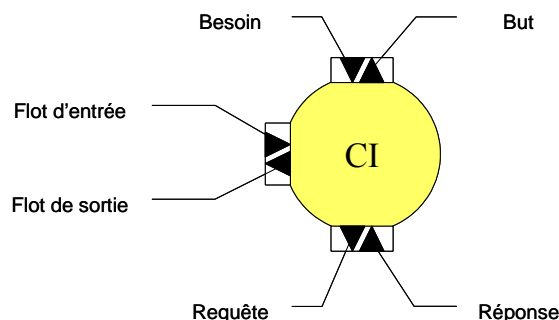 Besoin
But
Flot d'entrée
CI
Flot de sortie
Requête
Réponse